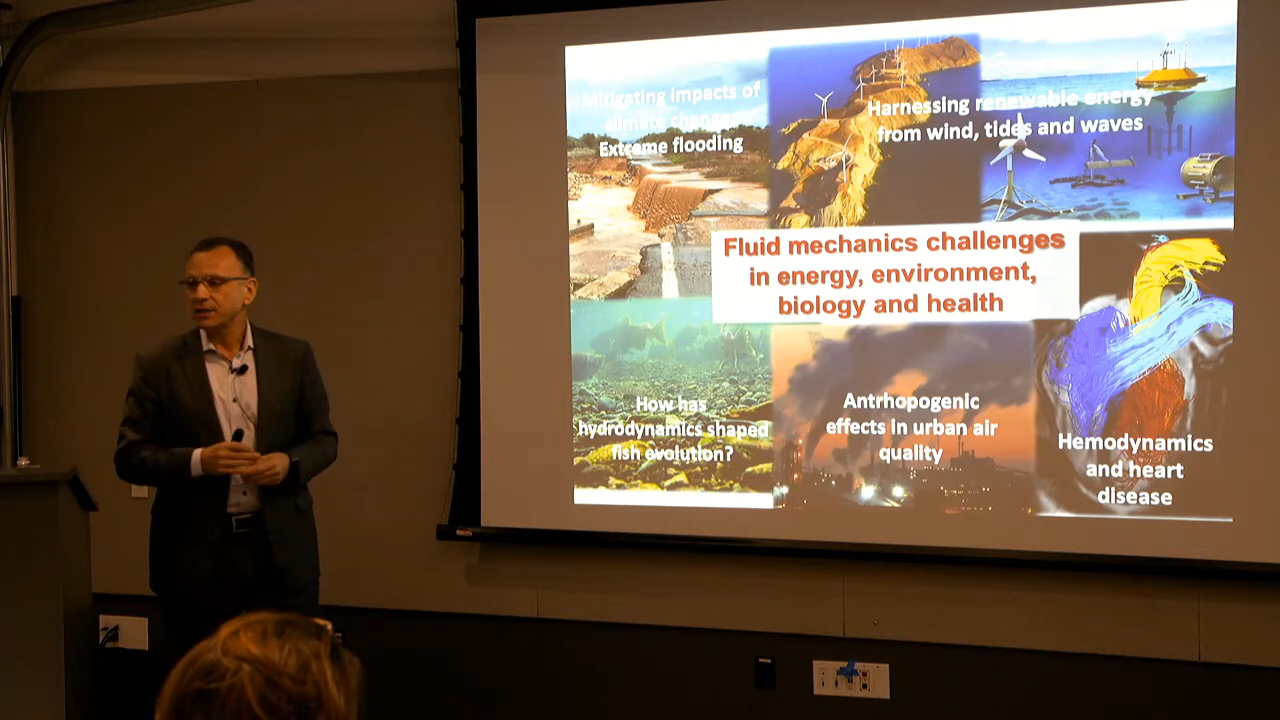 Mitigating impacts of
climate change
Extreme flooding
Harnessing renewable energy
from wind, tides and waves
Fluid mechanics challenges
in energy, environment,
biology and health
How has
hydrodynamics shaped
fish evolution?
Antrhopogenic
effects in urban air
quality
Hemodynamics
and heart
disease